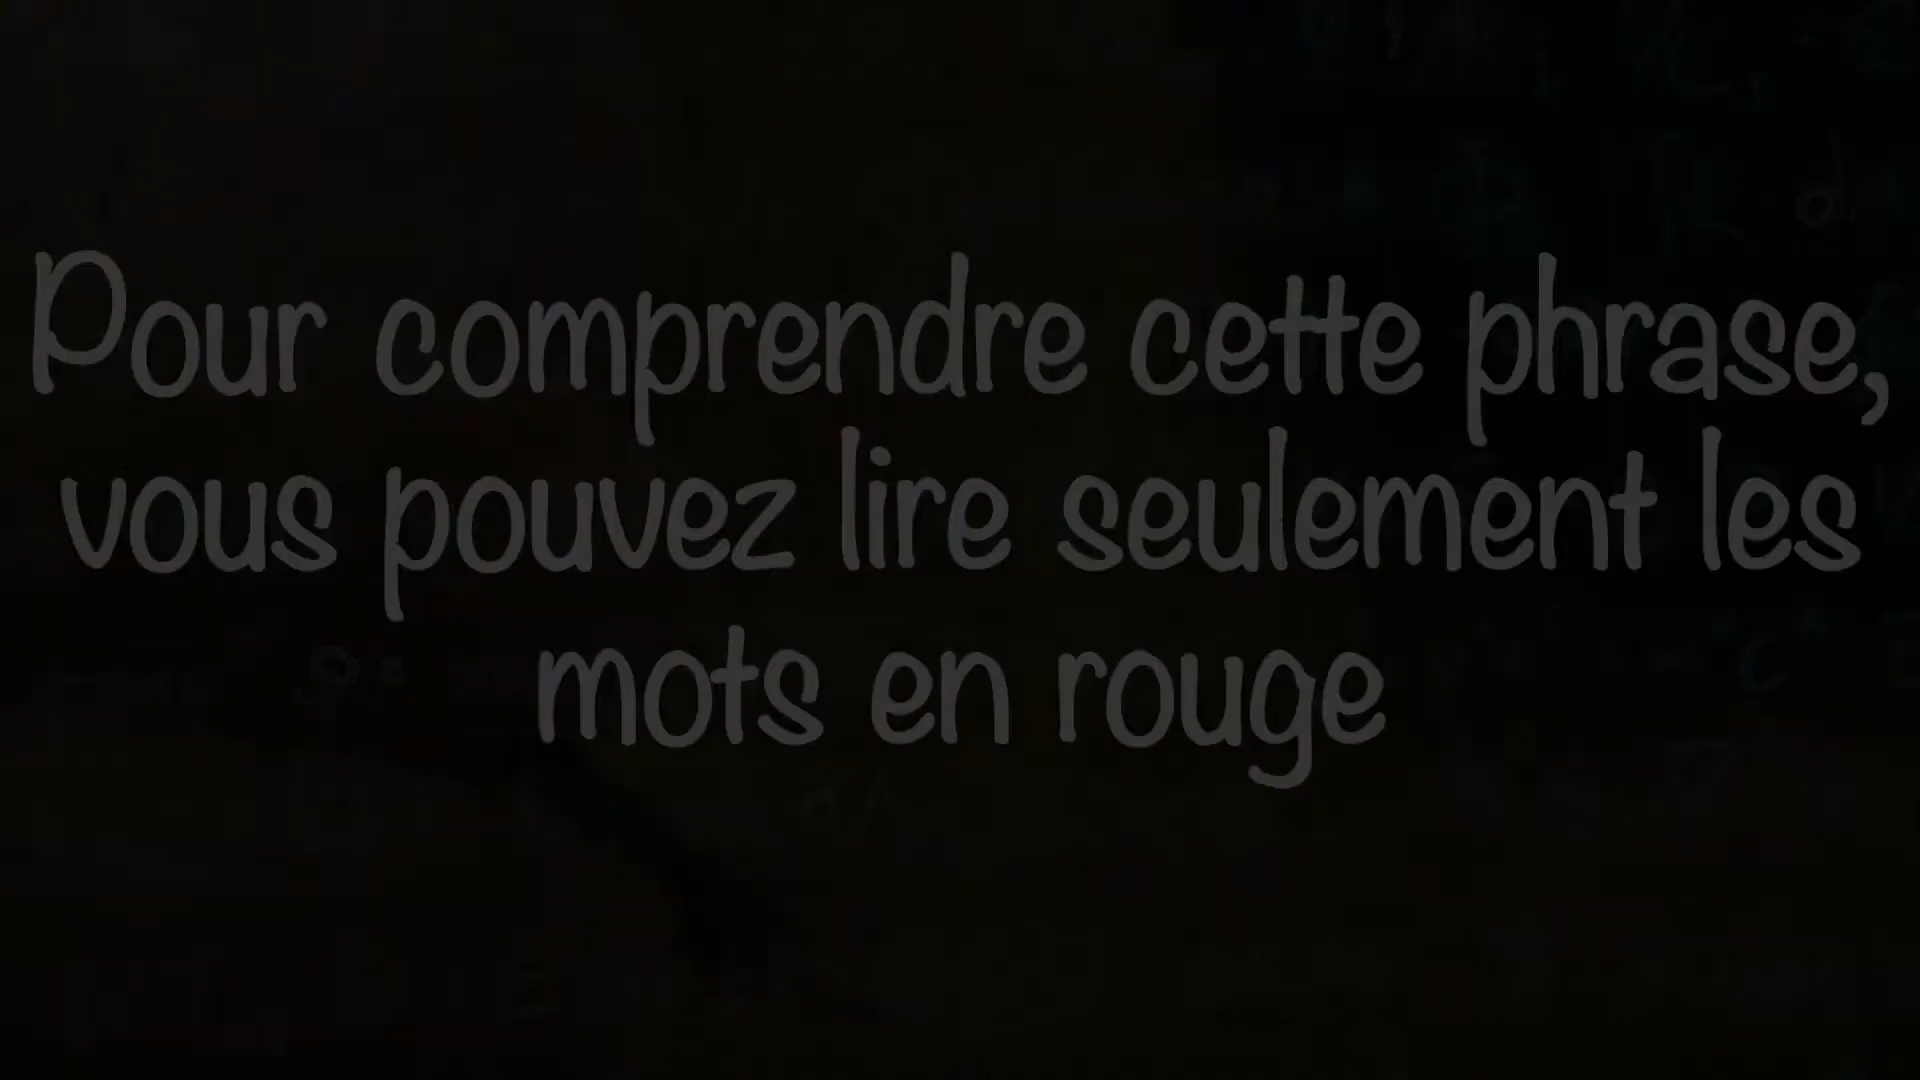 Pour comprendre cette phrase,
vous pouvez lire seulement les
mots en rouge